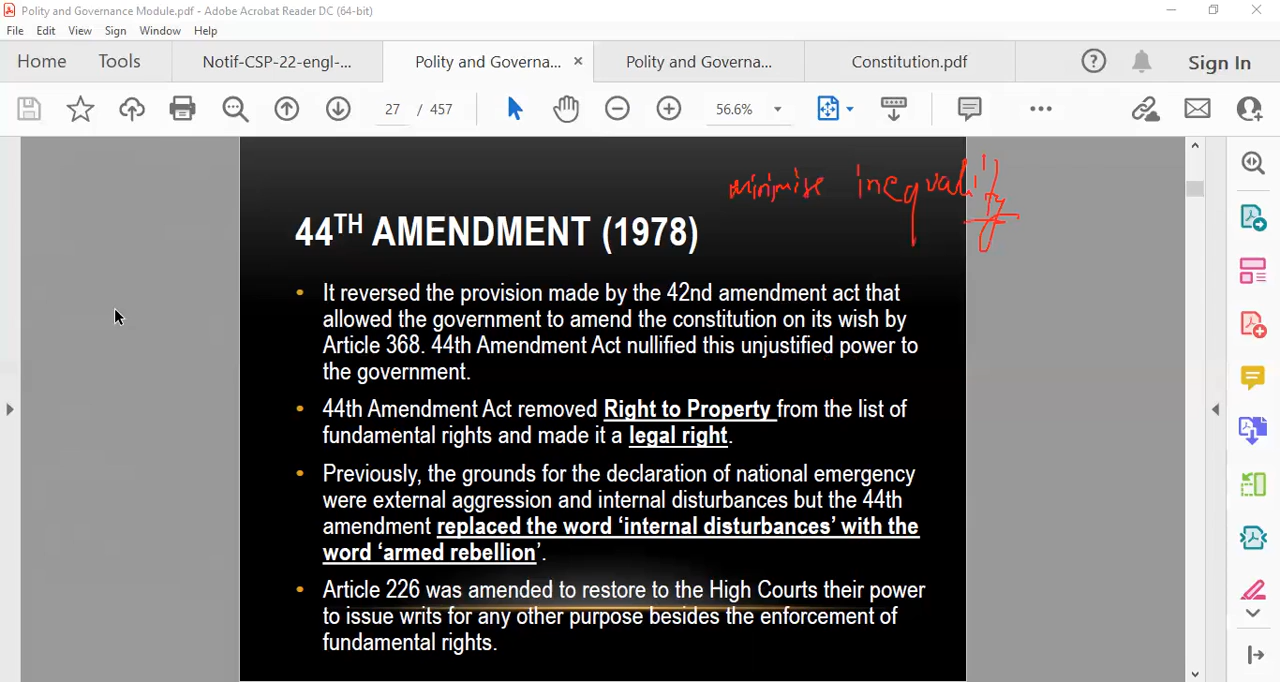 Polity and Governance Module.pdf - Adobe Acrobat Reader DC (64-bit)
File Edit View Sign Window Help
Home Tools Notif-CSP-22-engl-... Polity and Governa... × Polity and Governa... Constitution.pdf Sign In
27 / 457 56.6%
minimise inequality
44TH AMENDMENT (1978)
• It reversed the provision made by the 42nd amendment act that
allowed the government to amend the constitution on its wish by
Article 368. 44th Amendment Act nullified this unjustified power to
the government.
• 44th Amendment Act removed Right to Property from the list of
fundamental rights and made it a legal right.
• Previously, the grounds for the declaration of national emergency
were external aggression and internal disturbances but the 44th
amendment replaced the word ‘internal disturbances’ with the
word ‘armed rebellion’.
• Article 226 was amended to restore to the High Courts their power
to issue writs for any other purpose besides the enforcement of
fundamental rights.